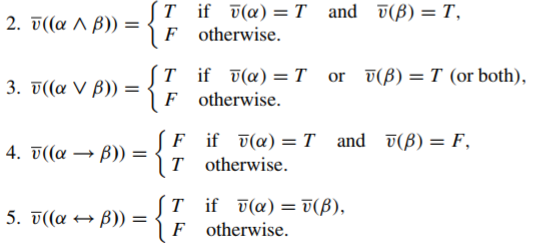 2. v̅((α ∧ β)) = { T if v̅(α) = T and v̅(β) = T,
F otherwise.
3. v̅((α ∨ β)) = { T if v̅(α) = T or v̅(β) = T (or both),
F otherwise.
4. v̅((α → β)) = { F if v̅(α) = T and v̅(β) = F,
T otherwise.
5. v̅((α ↔ β)) = { T if v̅(α) = v̅(β),
F otherwise.